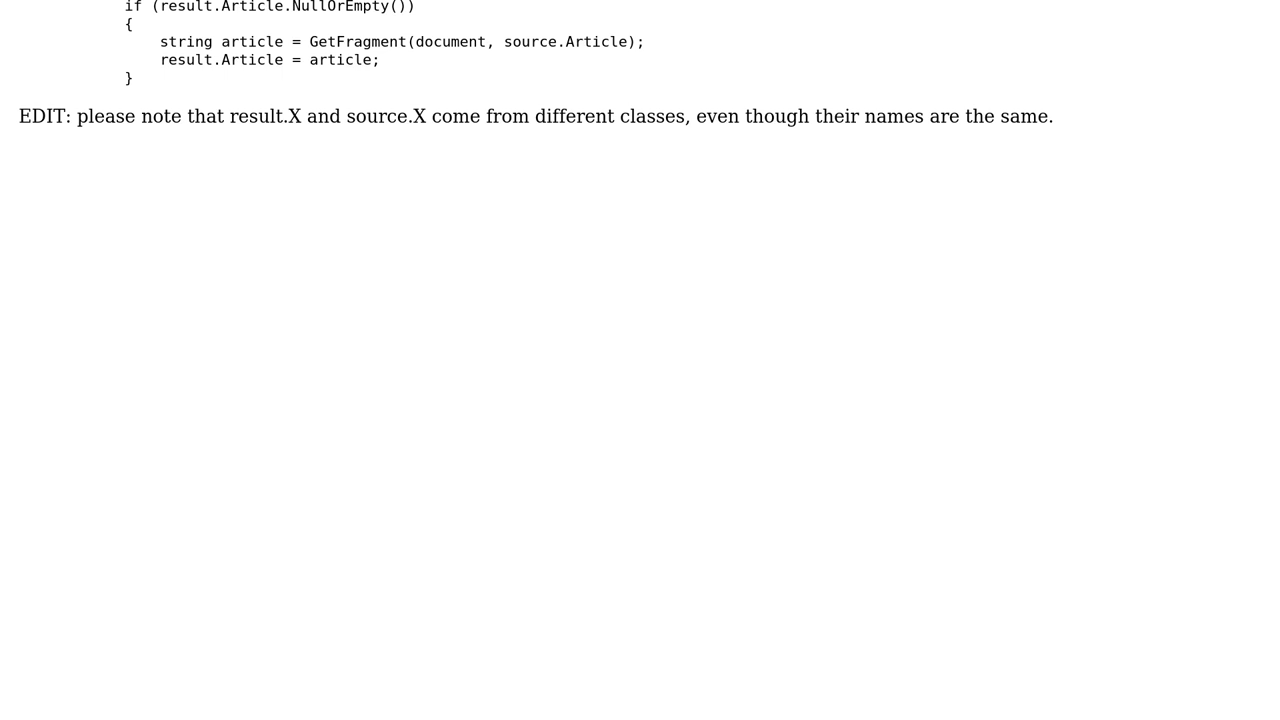 if (result.Article.NullOrEmpty())
{
string article = GetFragment(document, source.Article);
result.Article = article;
}
EDIT: please note that result.X and source.X come from different classes, even though their names are the same.